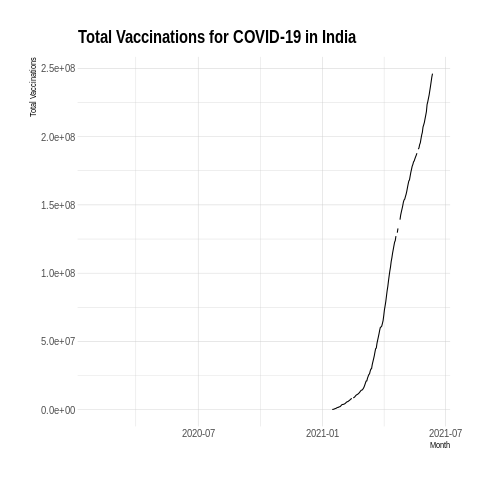 Total Vaccinations for COVID-19 in India
Total Vaccinations
2.5e+08
2.0e+08
1.5e+08
1.0e+08
5.0e+07
0.0e+00
2020-07
2021-01
2021-07
Month